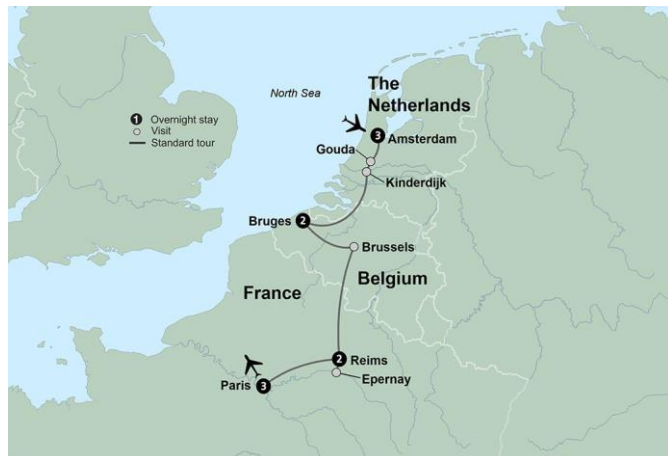 North Sea
The
Netherlands
1 Overnight stay
Visit
Standard tour
3 Amsterdam
Gouda
Kinderdijk
Bruges 2
Brussels
Belgium
France
2 Reims
Paris 3
Epernay